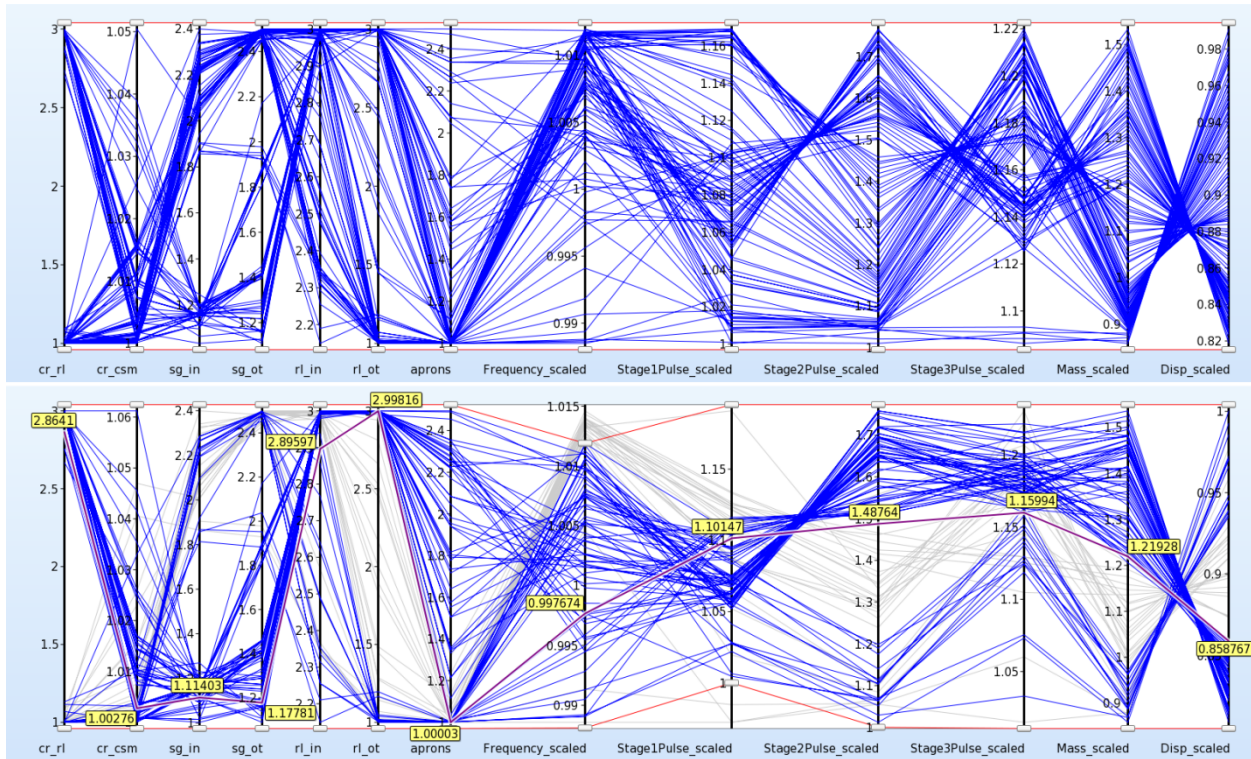 3 1.05 2.4 2.4 3 3 2.4 1.01 1.16 1.7 1.22 1.5 0.98
2.2 1.2 0.96
1.04 2.2 2.2 1.14 1.6 1.4 0.94
2.5 2.5 2 1.005 1.12 1.5 1.18 1.3
1.03 2 2.7 1.8 1.1 1.16 0.92
2 1.8 2 1 1.08 1.4 1.2 0.9
1.02 1.6 1.6 2.5 1.6 1.06 1.3 1.14 1.1 0.88
1.5 2.4 1.5 1.4 0.995 1.04 1.2 1.12
1.4 1.4 1.2 1.02 1.1 1.11 0.84
1 1 1.2 1.2 2.2 1 1 0.99 1 1 0.9 0.82
cr_rl cr_csm sg_in sg_ot rl_in rl_ot aprons Frequency_scaled Stage1Pulse_scaled Stage2Pulse_scaled Stage3Pulse_scaled Mass_scaled Disp_scaled
3 1.06 2.4 3 2.99816 2.4 1.015 1.7 1.5 1
2.8641 2.4 2.89597 2.2 1.01 1.15 1.2 1.4
1.05 2.2
2.5 1.04 2 2.7 2.5 2 1.005 1.10147 1.48764 1.15994 1.3 0.95
2 1.03 1.8 2.6 2 1.8 1 1.4 1.15 1.21928 1.2 0.9
1.02 1.6 1.6 2.4 1.6 0.997674 1.05 1.3 1.1 1.1
1.5 1.4 2.3 1.5 1.4 0.995 1.2 1.05 0.858767
1.01 1.11403 1.2 1.2 1 1.1 0.9
1 1.00276 1.17781 1 1.00003 0.99 1
cr_rl cr_csm sg_in sg_ot rl_in rl_ot aprons Frequency_scaled Stage1Pulse_scaled Stage2Pulse_scaled Stage3Pulse_scaled Mass_scaled Disp_scaled